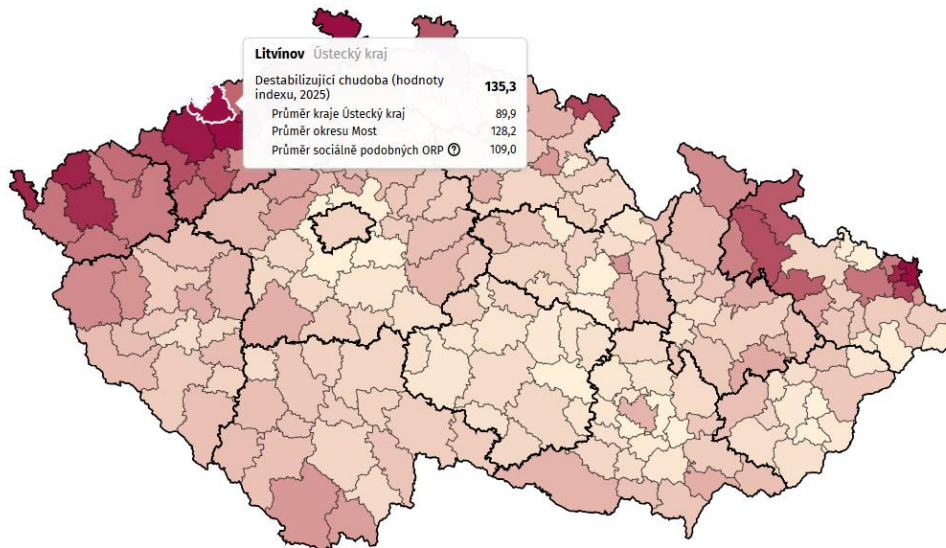 Litvínov Ústecký kraj
Destabilizující chudoba (hodnoty
indexu, 2025) 135,3
Průměr kraje Ústecký kraj 89,9
Průměr okresu Most 128,2
Průměr sociálně podobných ORP ? 109,0